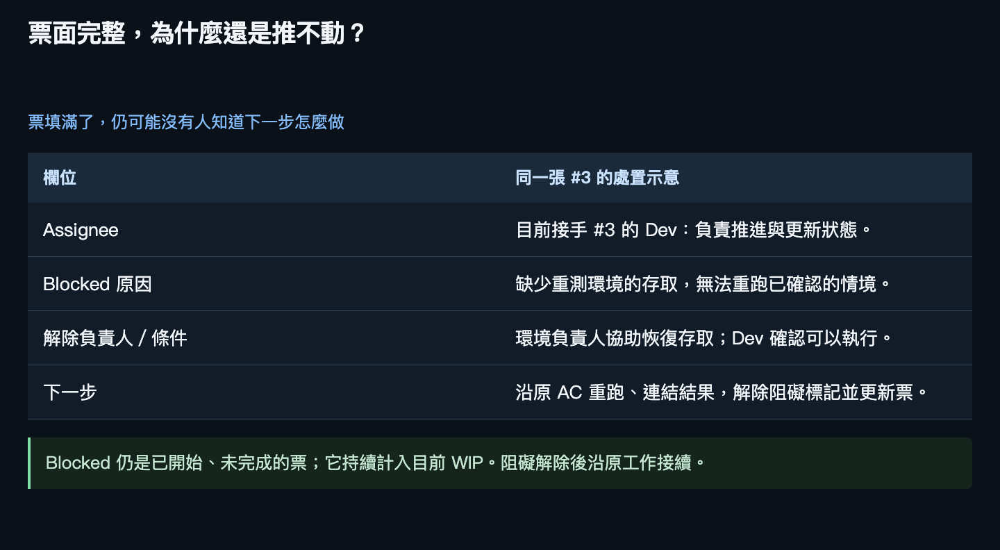 票面完整，為什麼還是推不動？
票填滿了，仍可能沒有人知道下一步怎麼做
欄位
同一張 #3 的處置示意
Assignee
目前接手 #3 的 Dev：負責推進與更新狀態。
Blocked 原因
缺少重測環境的存取，無法重跑已確認的情境。
解除負責人 / 條件
環境負責人協助恢復存取；Dev 確認可以執行。
下一步
沿原 AC 重跑、連結結果，解除阻礙標記並更新票。
Blocked 仍是已開始、未完成的票；它持續計入目前 WIP。阻礙解除後沿原工作接續。